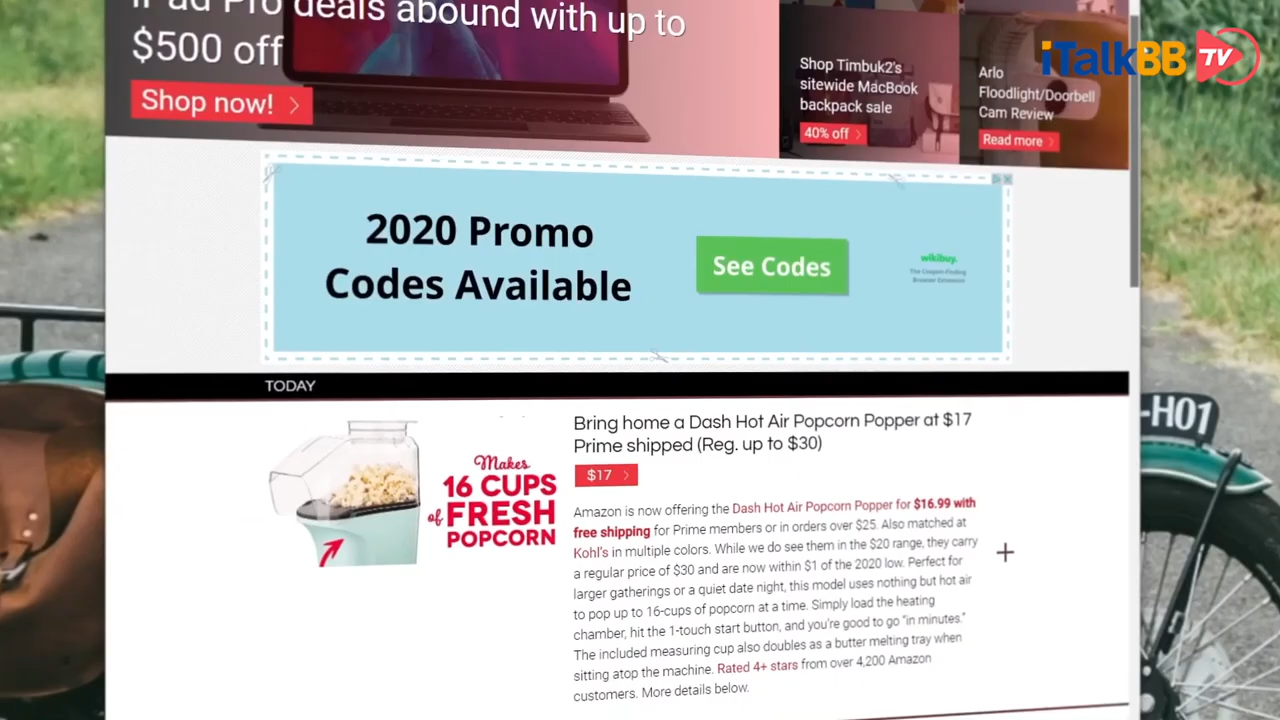 iPad Pro deals abound with up to
$500 off
Shop now!
Shop Timbuk2's
sitewide MacBook
backpack sale
40% off
Arlo
Floodlight/Doorbell
Cam Review
Read more
iTalkBB TV
2020 Promo
Codes Available
See Codes
wikibuy.
The Coupon-Finding
Browser Extension
TODAY
Makes
16 CUPS
of FRESH
POPCORN
Bring home a Dash Hot Air Popcorn Popper at $17
Prime shipped (Reg. up to $30)
$17
Amazon is now offering the Dash Hot Air Popcorn Popper for $16.99 with
free shipping for Prime members or in orders over $25. Also matched at
Kohl's in multiple colors. While we do see them in the $20 range, they carry
a regular price of $30 and are now within $1 of the 2020 low. Perfect for
larger gatherings or a quiet date night, this model uses nothing but hot air
to pop up to 16-cups of popcorn at a time. Simply load the heating
chamber, hit the 1-touch start button, and you're good to go “in minutes.”
The included measuring cup also doubles as a butter melting tray when
sitting atop the machine. Rated 4+ stars from over 4,200 Amazon
customers. More details below.
-H01